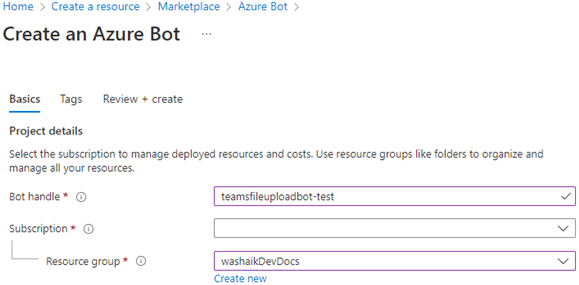 Home > Create a resource > Marketplace > Azure Bot >
Create an Azure Bot ...
Basics Tags Review + create
Project details
Select the subscription to manage deployed resources and costs. Use resource groups like folders to organize and
manage all your resources.
Bot handle * teamsfileuploadbot-test
Subscription *
Resource group * washaikDevDocs
Create new